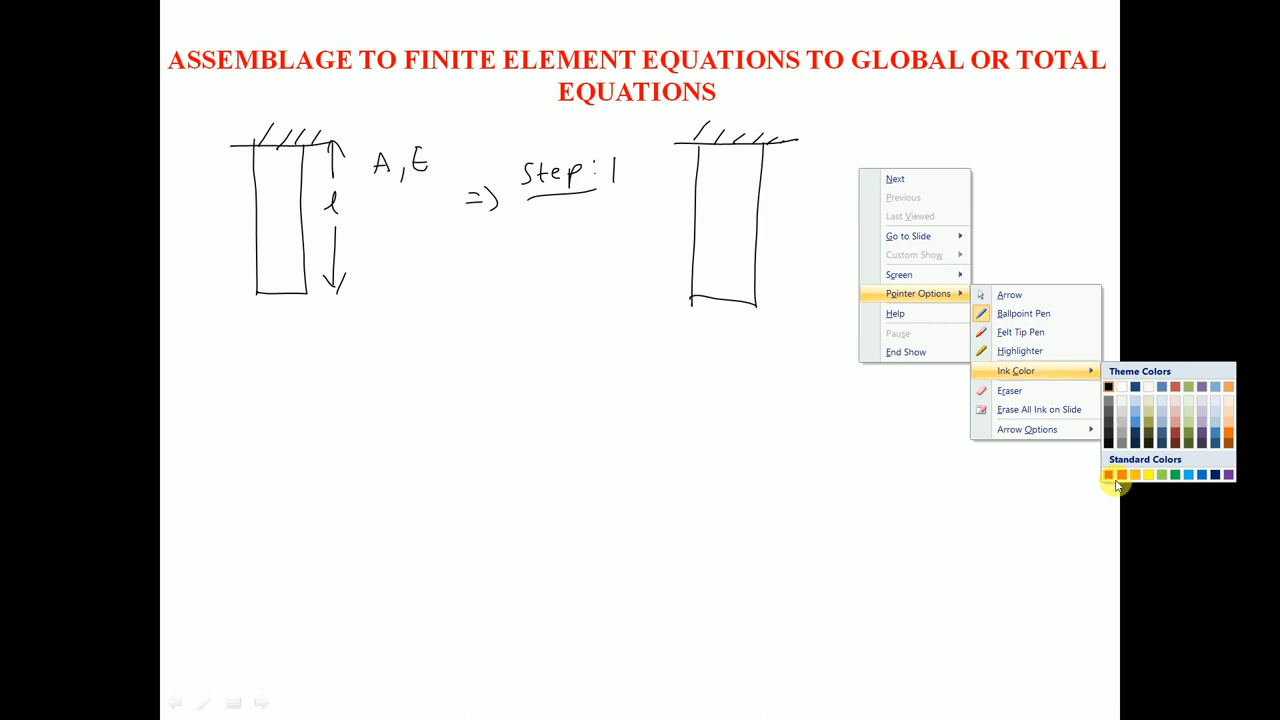 ASSEMBLAGE TO FINITE ELEMENT EQUATIONS TO GLOBAL OR TOTAL
EQUATIONS
A, E
l
=> Step: 1
Next
Previous
Last Viewed
Go to Slide
Custom Show
Screen
Pointer Options
Help
Pause
End Show
Arrow
Ballpoint Pen
Felt Tip Pen
Highlighter
Ink Color
Eraser
Erase All Ink on Slide
Arrow Options
Theme Colors
Standard Colors